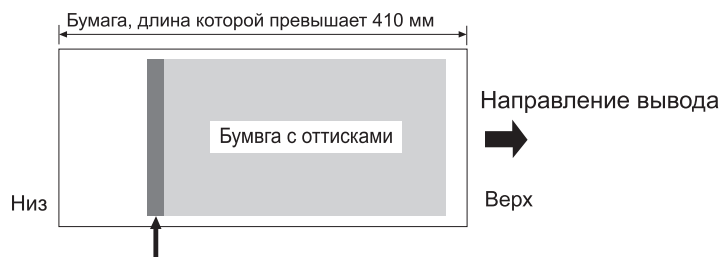 Бумага, длина которой превышает 410 мм
Направление вывода
Бумвга с оттисками
Низ
Верх